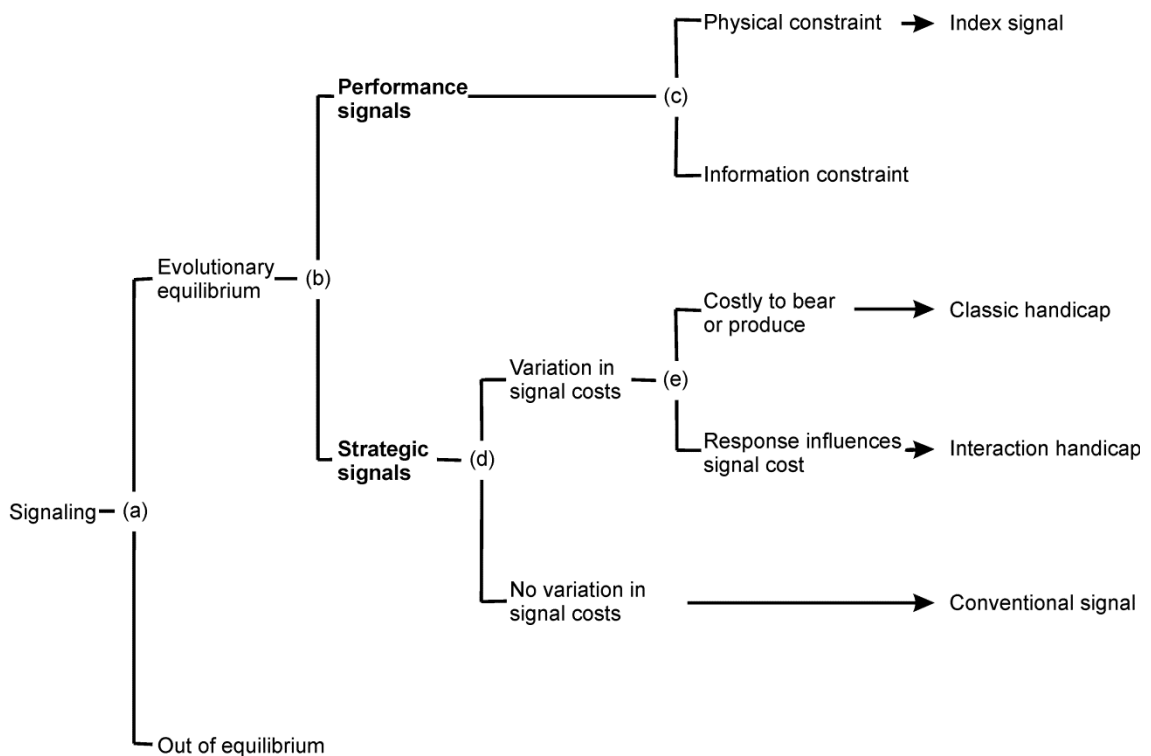 Physical constraint
Index signal
Performance
signals
(c)
Information constraint
Evolutionary
equilibrium
(b)
Costly to bear
or produce
Classic handicap
Variation in
signal costs
(e)
Strategic
signals
(d)
Response influences
signal cost
Interaction handicap
Signaling
(a)
No variation in
signal costs
Conventional signal
Out of equilibrium